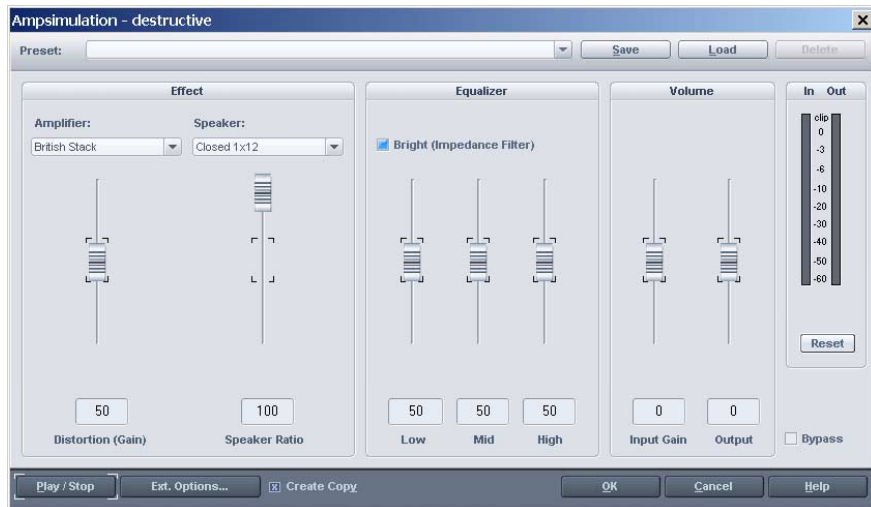 Ampsimulation - destructive
Preset: Save Load Delete
Effect
Amplifier: Speaker:
British Stack Closed 1x12
50 100
Distortion (Gain) Speaker Ratio
Equalizer
Bright (Impedance Filter)
50 50 50
Low Mid High
Volume
0 0
Input Gain Output
In Out
clip
0
-3
-6
-10
-20
-30
-40
-50
-60
Reset
Bypass
Play / Stop Ext. Options... Create Copy OK Cancel Help